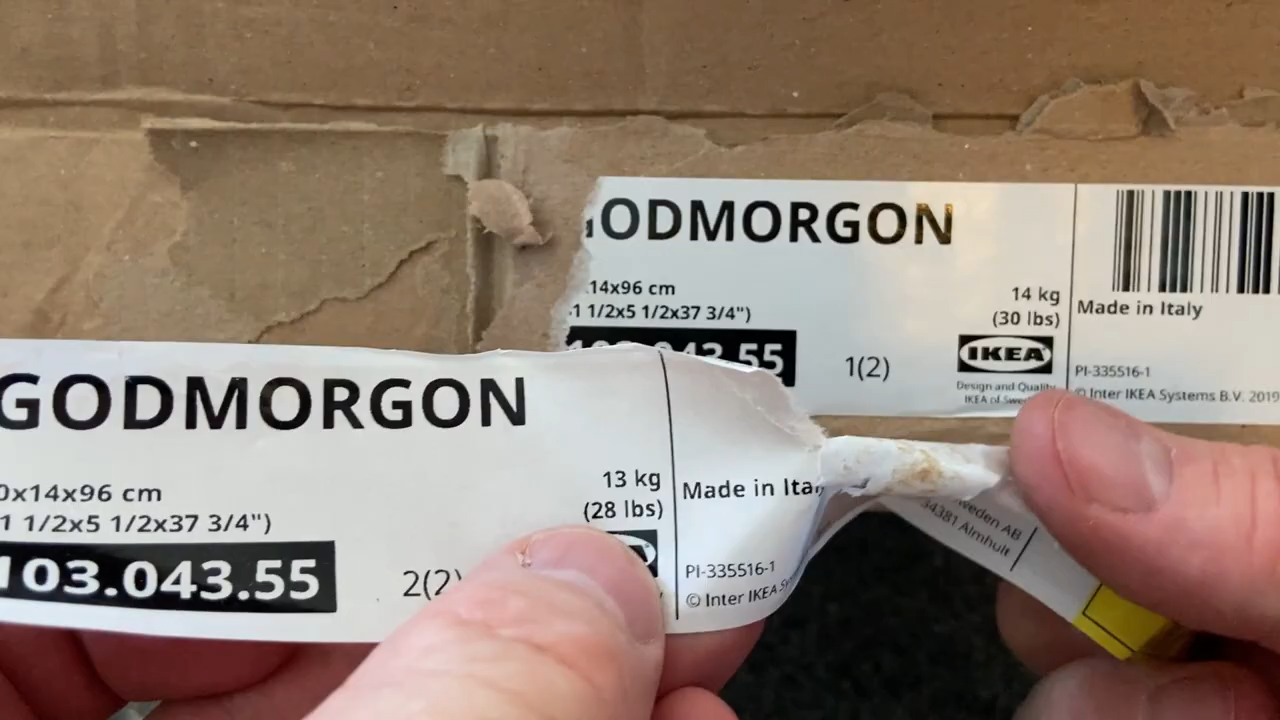 ODMORGON
14x96 cm
1 1/2x5 1/2x37 3/4")
14 kg
(30 lbs)
1(2)
IKEA
Design and Quality
IKEA of
Made in Italy
PI-335516-1
© Inter IKEA Systems B.V. 2019
GODMORGON
0x14x96 cm
1 1/2x5 1/2x37 3/4")
103.043.55
2(2)
13 kg
(28 lbs)
Made in Ita
PI-335516-1
© Inter IKEA
weden AB
34381 Älmhult